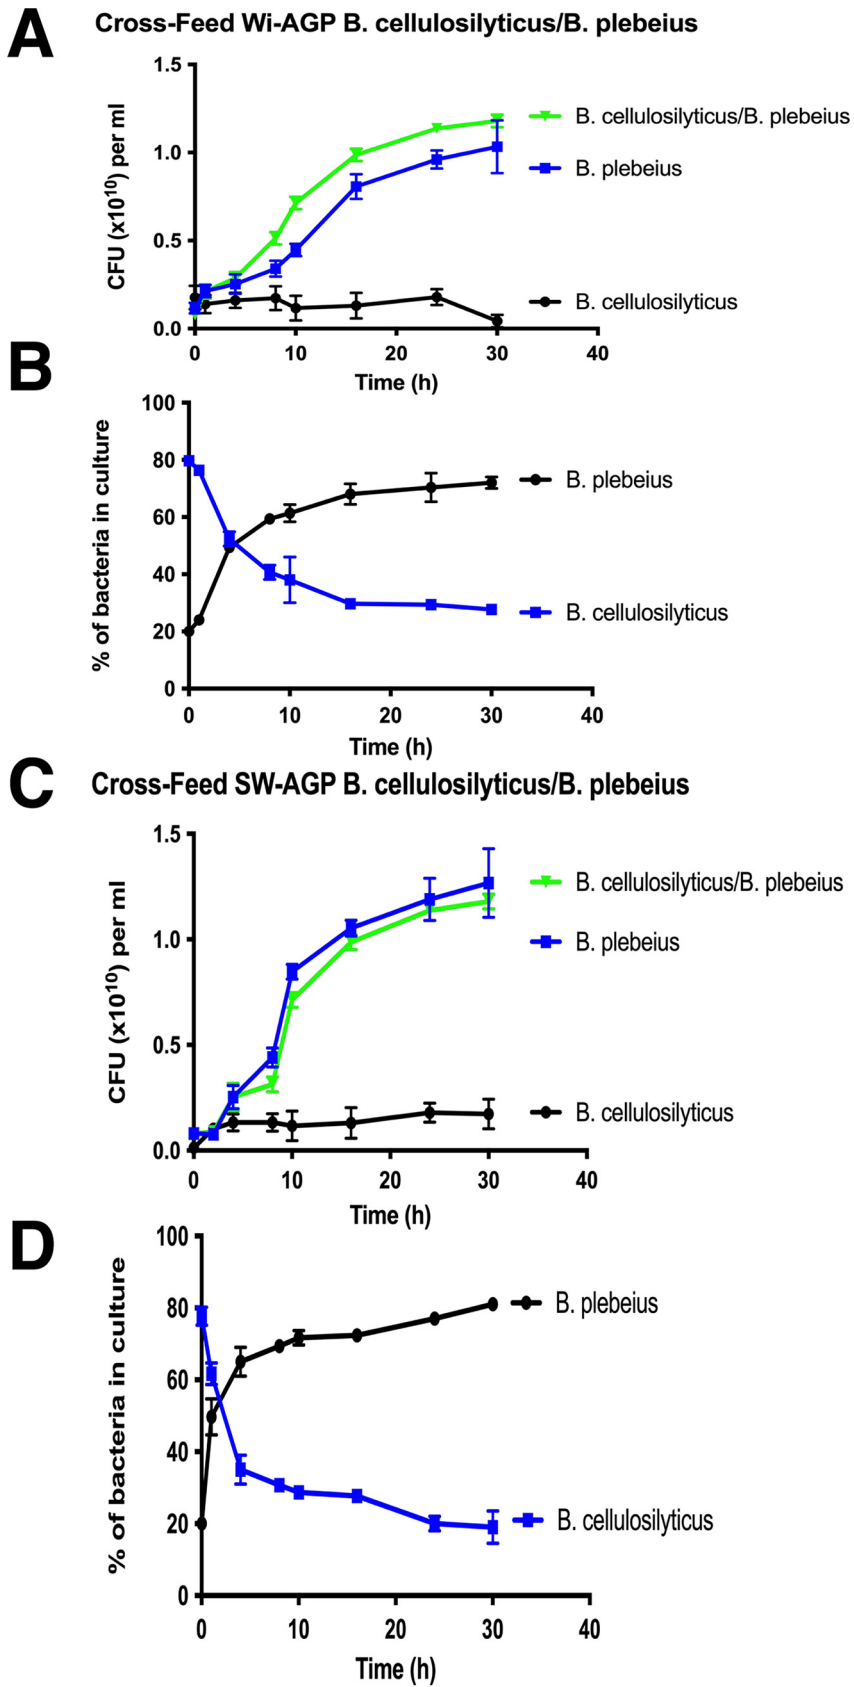 A
Cross-Feed Wi-AGP B. cellulosilyticus/B. plebeius
CFU (x10¹⁰) per ml
1.5
1.0
0.5
0.0
B. cellulosilyticus/B. plebeius
B. plebeius
B. cellulosilyticus
0 10 20 30 40
Time (h)
B
% of bacteria in culture
100
80
60
40
20
0
B. plebeius
B. cellulosilyticus
0 10 20 30 40
Time (h)
C
Cross-Feed SW-AGP B. cellulosilyticus/B. plebeius
CFU (x10¹⁰) per ml
1.5
1.0
0.5
0.0
B. cellulosilyticus/B. plebeius
B. plebeius
B. cellulosilyticus
0 10 20 30 40
Time (h)
D
% of bacteria in culture
100
80
60
40
20
0
B. plebeius
B. cellulosilyticus
0 10 20 30 40
Time (h)